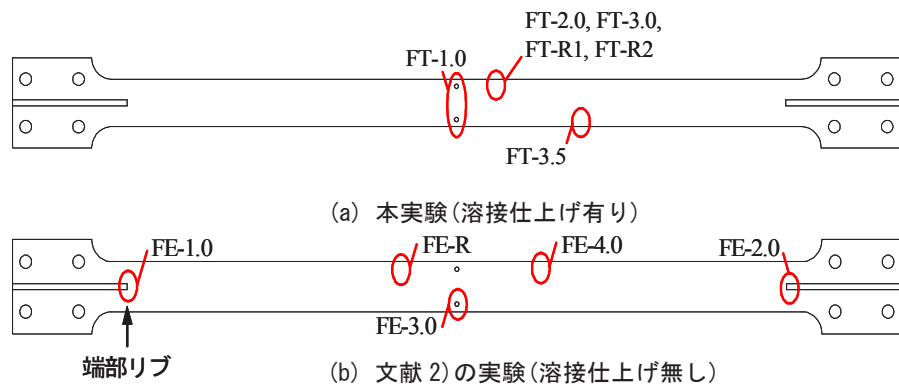 FT-2.0, FT-3.0,
FT-R1, FT-R2
FT-1.0
FT-3.5
(a) 本実験(溶接仕上げ有り)
FE-1.0
FE-R
FE-4.0
FE-2.0
FE-3.0
端部リブ
(b) 文献 2)の実験(溶接仕上げ無し)